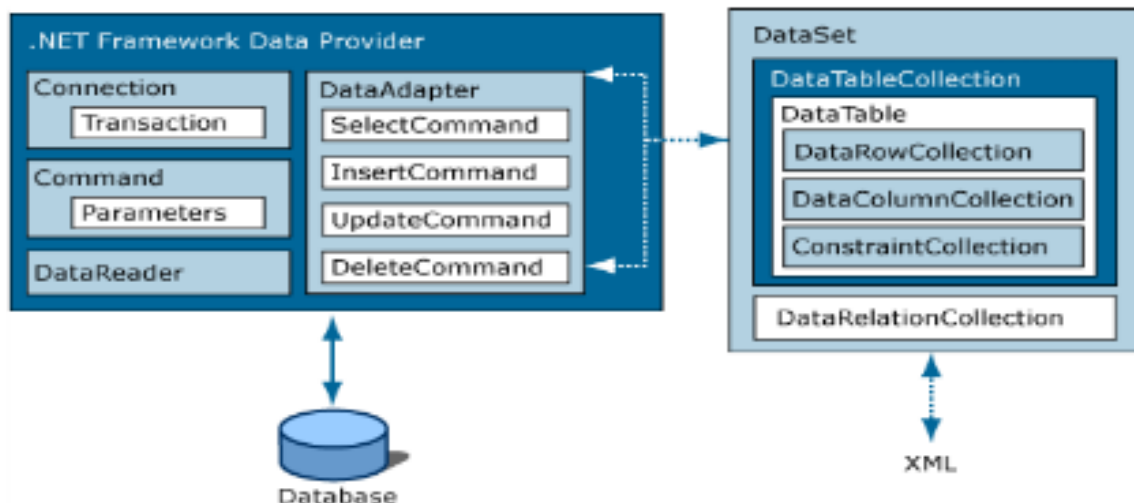 .NET Framework Data Provider
Connection
Transaction
Command
Parameters
DataReader
DataAdapter
SelectCommand
InsertCommand
UpdateCommand
DeleteCommand
Database
DataSet
DataTableCollection
DataTable
DataRowCollection
DataColumnCollection
ConstraintCollection
DataRelationCollection
XML